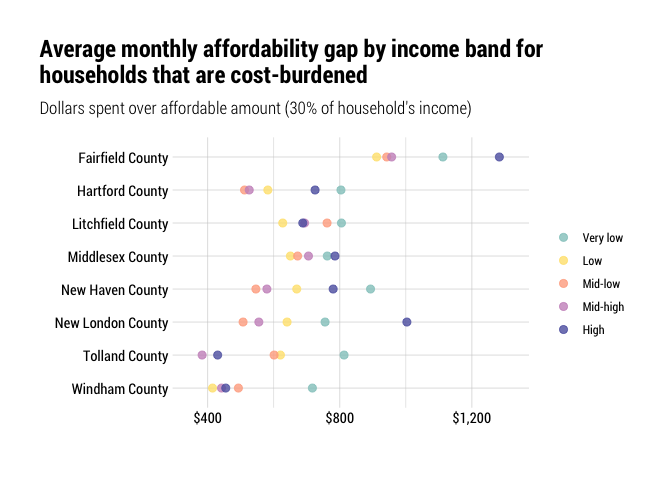 Average monthly affordability gap by income band for
households that are cost-burdened
Dollars spent over affordable amount (30% of household's income)
Fairfield County
Hartford County
Litchfield County
Middlesex County
New Haven County
New London County
Tolland County
Windham County
$400
$800
$1,200
Very low
Low
Mid-low
Mid-high
High